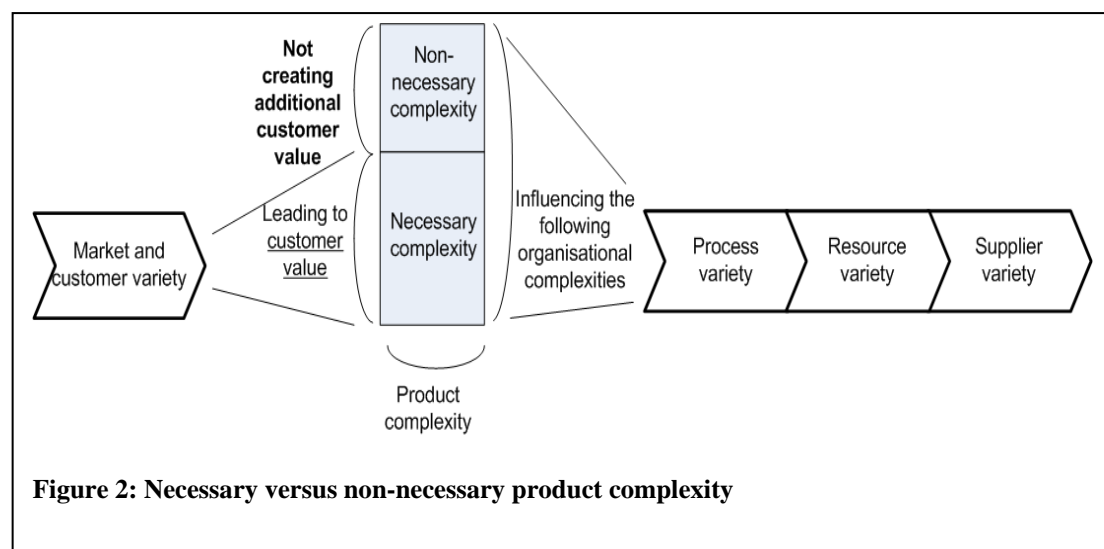 Not
creating
additional
customer
value
Non-
necessary
complexity
Market and
customer variety
Leading to
customer
value
Necessary
complexity
Influencing the
following
organisational
complexities
Process
variety
Resource
variety
Supplier
variety
Product
complexity
Figure 2: Necessary versus non-necessary product complexity